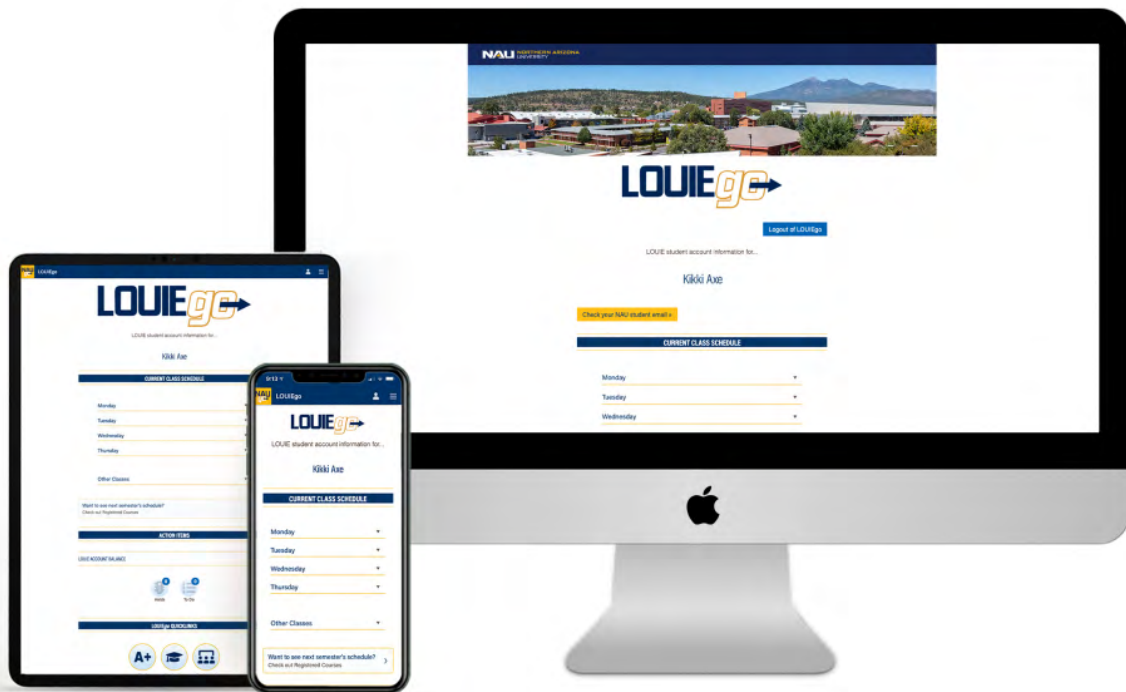 NAU NORTHERN ARIZONA
UNIVERSITY
LOUIEgo
Logout of LOUIEgo
LOUIE student account information for...
Kikki Axe
Check your NAU student email »
CURRENT CLASS SCHEDULE
Monday
Tuesday
Wednesday
NAU LOUIEgo
LOUIEgo
LOUIE student account information for...
Kikki Axe
CURRENT CLASS SCHEDULE
Monday
Tuesday
Wednesday
Thursday
Other Classes
Want to see next semester's schedule?
Check out Registered Courses
ACTION ITEMS
LOUIE ACCOUNT BALANCE
Holds
To Do
LOUIEgo QUICKLINKS
A+
9:13
NAU LOUIEgo
LOUIEgo
LOUIE student account information for...
Kikki Axe
CURRENT CLASS SCHEDULE
Monday
Tuesday
Wednesday
Thursday
Other Classes
Want to see next semester's schedule?
Check out Registered Courses